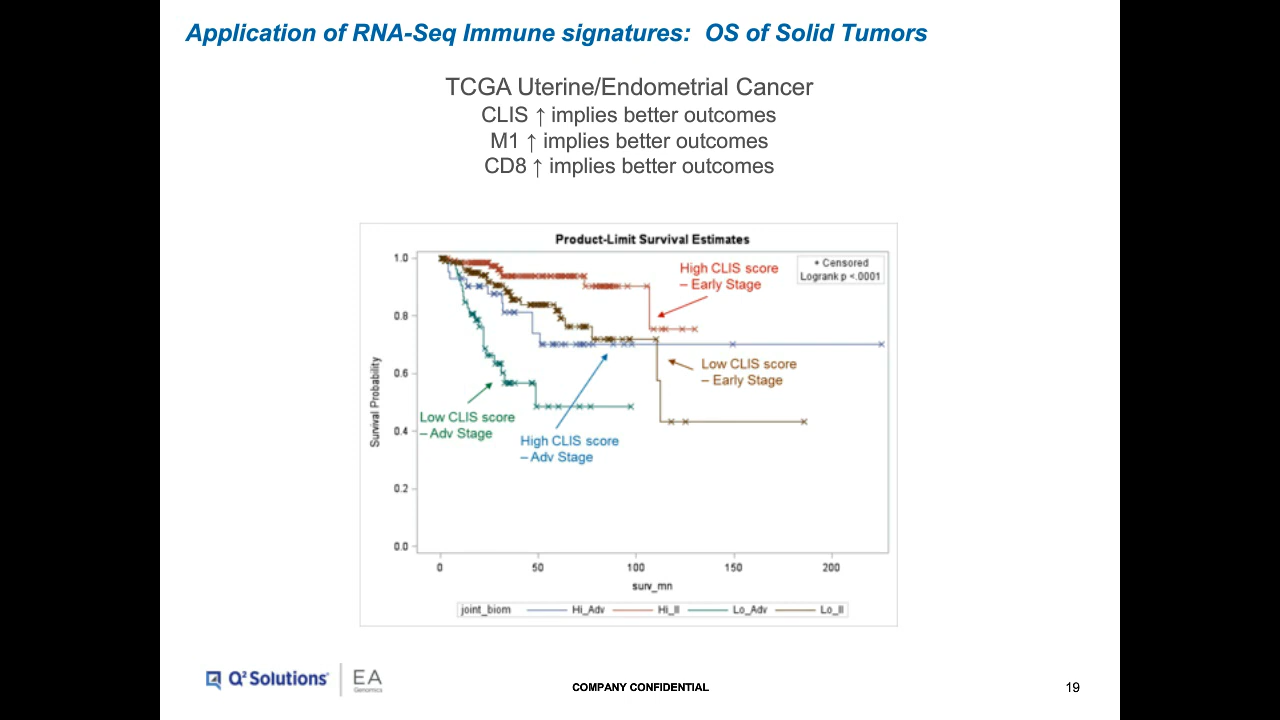 Application of RNA-Seq Immune signatures:  OS of Solid Tumors
TCGA Uterine/Endometrial Cancer
CLIS ↑ implies better outcomes
M1 ↑ implies better outcomes
CD8 ↑ implies better outcomes
Product-Limit Survival Estimates
+ Censored
Logrank p <.0001
High CLIS score
– Early Stage
Low CLIS score
– Early Stage
Low CLIS score
– Adv Stage
High CLIS score
– Adv Stage
Survival Probability
1.0
0.8
0.6
0.4
0.2
0.0
0 50 100 150 200
surv_mn
joint_biom Hi_Adv Hi_II Lo_Adv Lo_II
Q² Solutions®
EA
Genomics
COMPANY CONFIDENTIAL
19